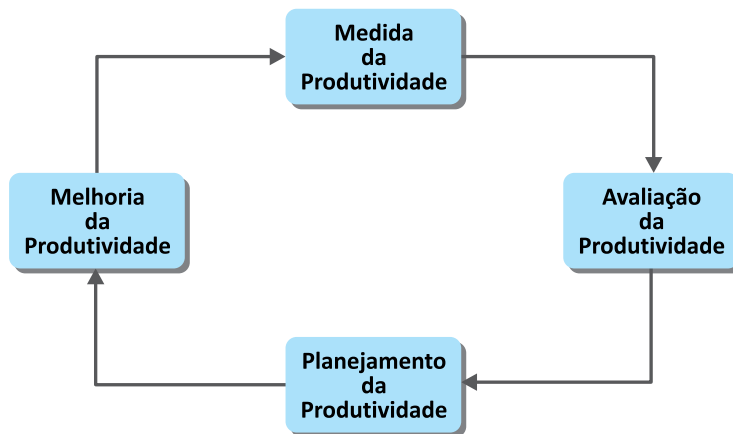 Medida
da
Produtividade
Melhoria
da
Produtividade
Avaliação
da
Produtividade
Planejamento
da
Produtividade